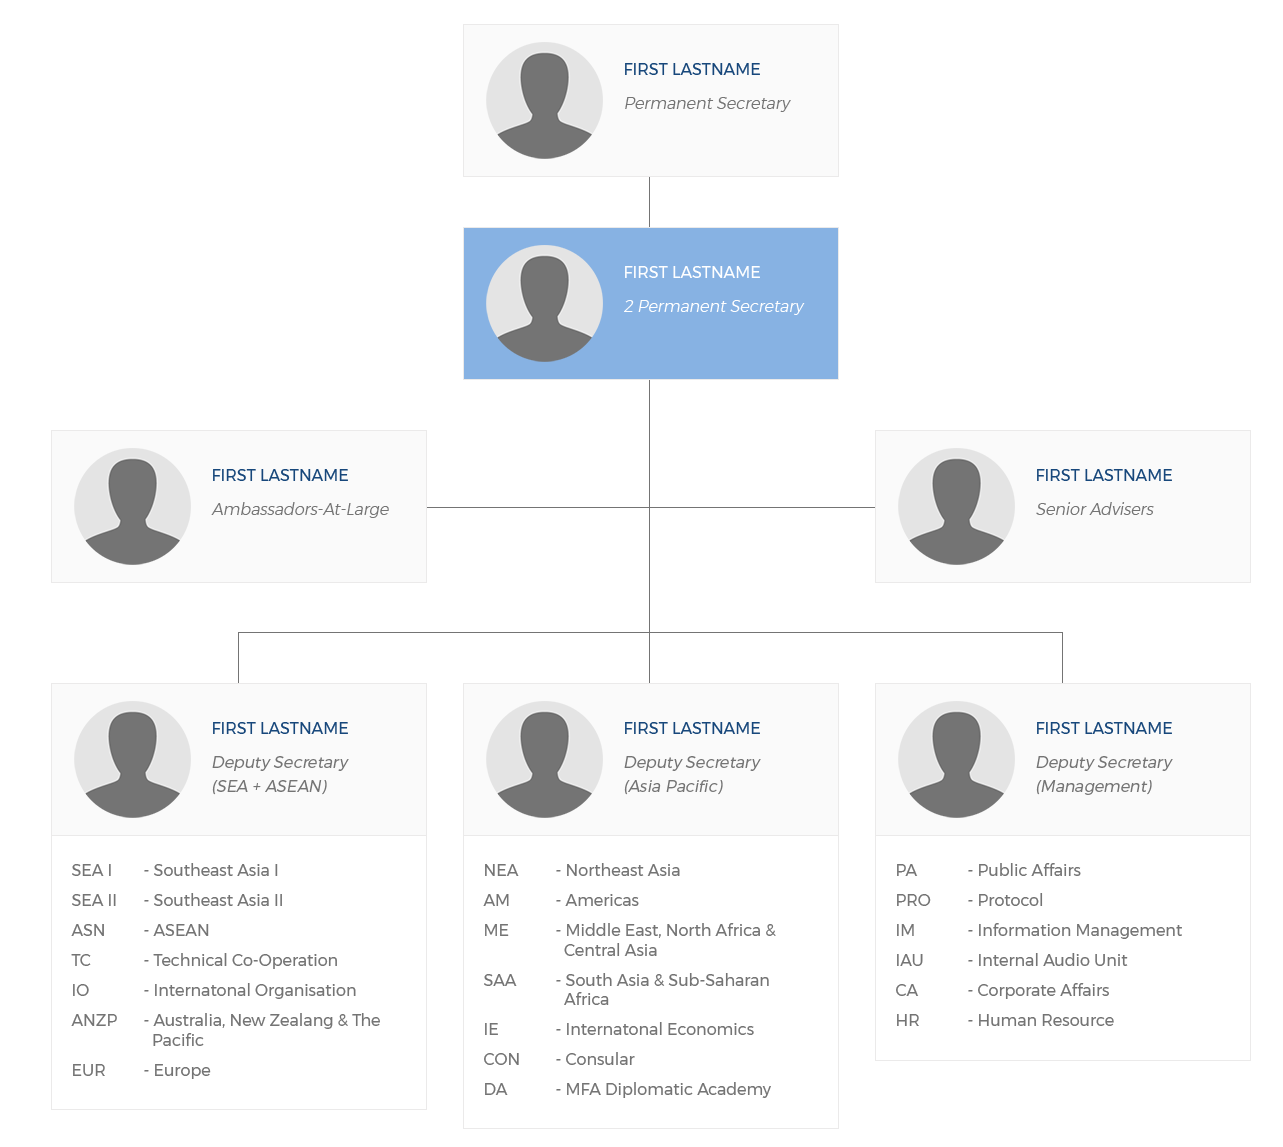 FIRST LASTNAME
Permanent Secretary
FIRST LASTNAME
2 Permanent Secretary
FIRST LASTNAME
Ambassadors-At-Large
FIRST LASTNAME
Senior Advisers
FIRST LASTNAME
Deputy Secretary
(SEA + ASEAN)
SEA I - Southeast Asia I
SEA II - Southeast Asia II
ASN - ASEAN
TC - Technical Co-Operation
IO - Internatonal Organisation
ANZP - Australia, New Zealang & The
Pacific
EUR - Europe
FIRST LASTNAME
Deputy Secretary
(Asia Pacific)
NEA - Northeast Asia
AM - Americas
ME - Middle East, North Africa &
Central Asia
SAA - South Asia & Sub-Saharan
Africa
IE - Internatonal Economics
CON - Consular
DA - MFA Diplomatic Academy
FIRST LASTNAME
Deputy Secretary
(Management)
PA - Public Affairs
PRO - Protocol
IM - Information Management
IAU - Internal Audio Unit
CA - Corporate Affairs
HR - Human Resource